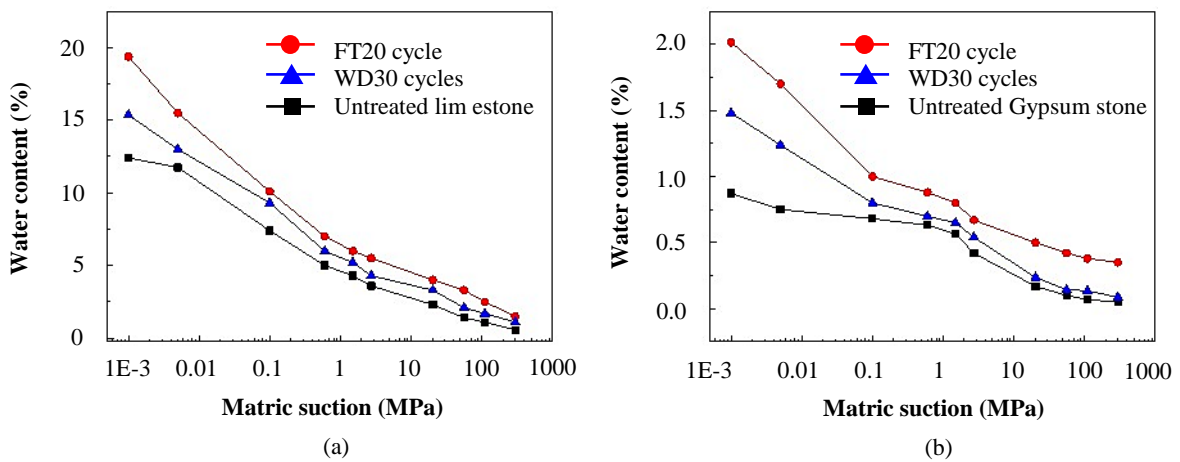 20
15
10
5
0
Water content (%)
FT20 cycle
WD30 cycles
Untreated lim estone
1E-3 0.01 0.1 1 10 100 1000
Matric suction (MPa)
(a)
2.0
1.5
1.0
0.5
0.0
Water content (%)
FT20 cycle
WD30 cycles
Untreated Gypsum stone
1E-3 0.01 0.1 1 10 100 1000
Matric suction (MPa)
(b)